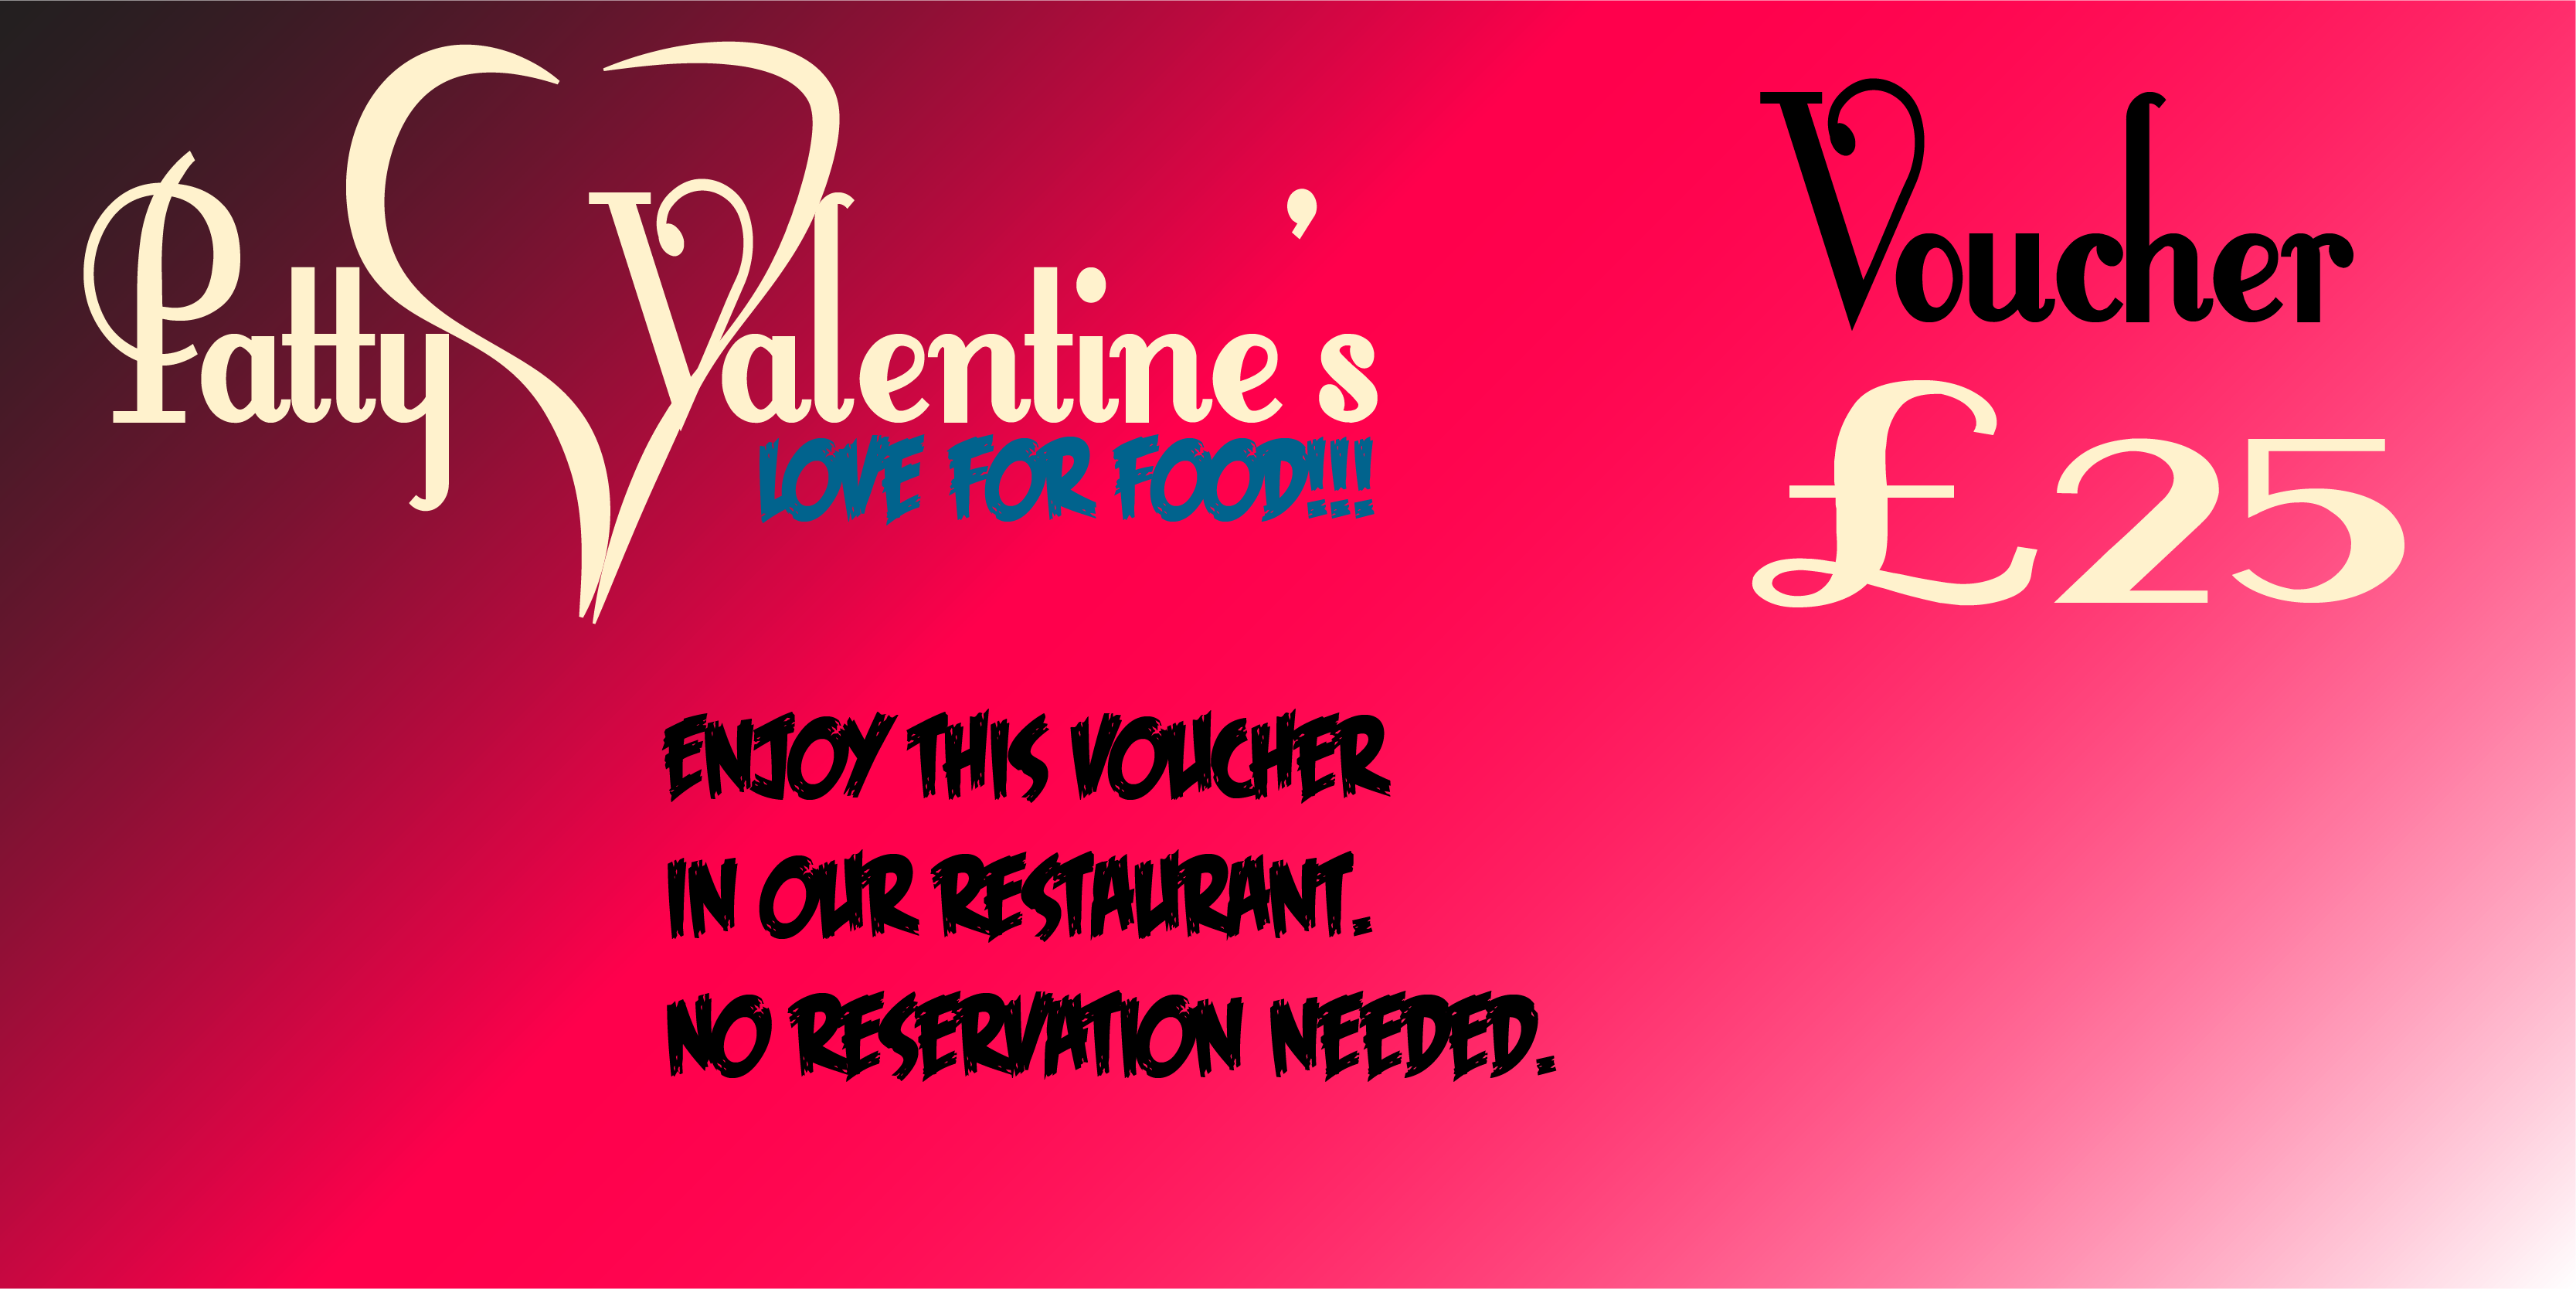 Patty Valentine's
LOVE FOR FOOD!!!
Voucher
£25
ENJOY THIS VOUCHER
IN OUR RESTAURANT.
NO RESERVATION NEEDED.